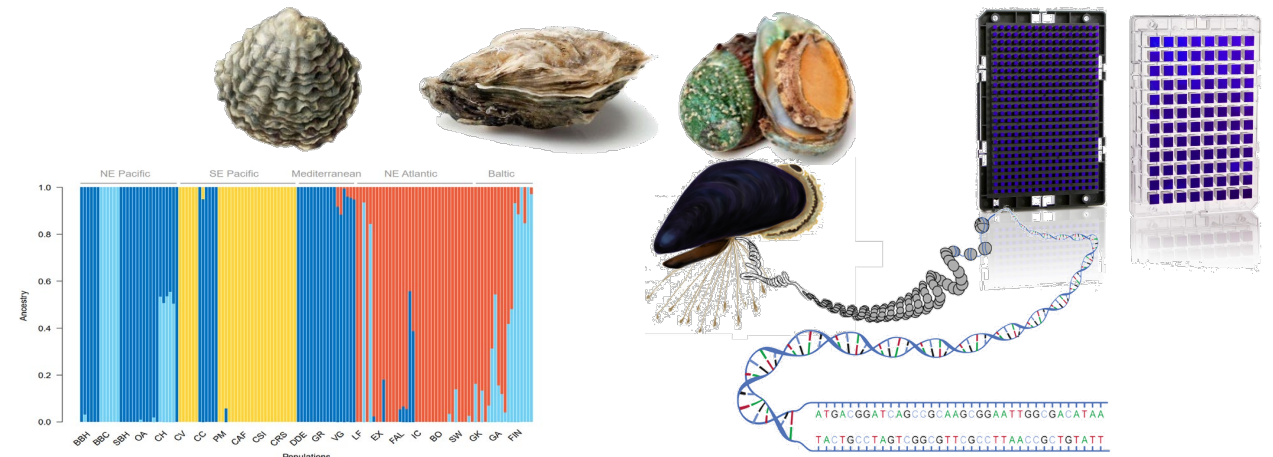 NE Pacific SE Pacific Mediterranean NE Atlantic Baltic
1.0
0.8
0.6
0.4
0.2
0.0
Ancestry
BBH BBC SBH OA CH CV CC PM CAF CSI CRS DDE GR VG LF EX FAL IC BO SW GK GA FIN
Populations
ATGACGGATCAGCCGCAAGCGGAATTGGCGACATAA
TACTGCCTAGTCGGCGTTCGCCTTAACCGCTGTATT